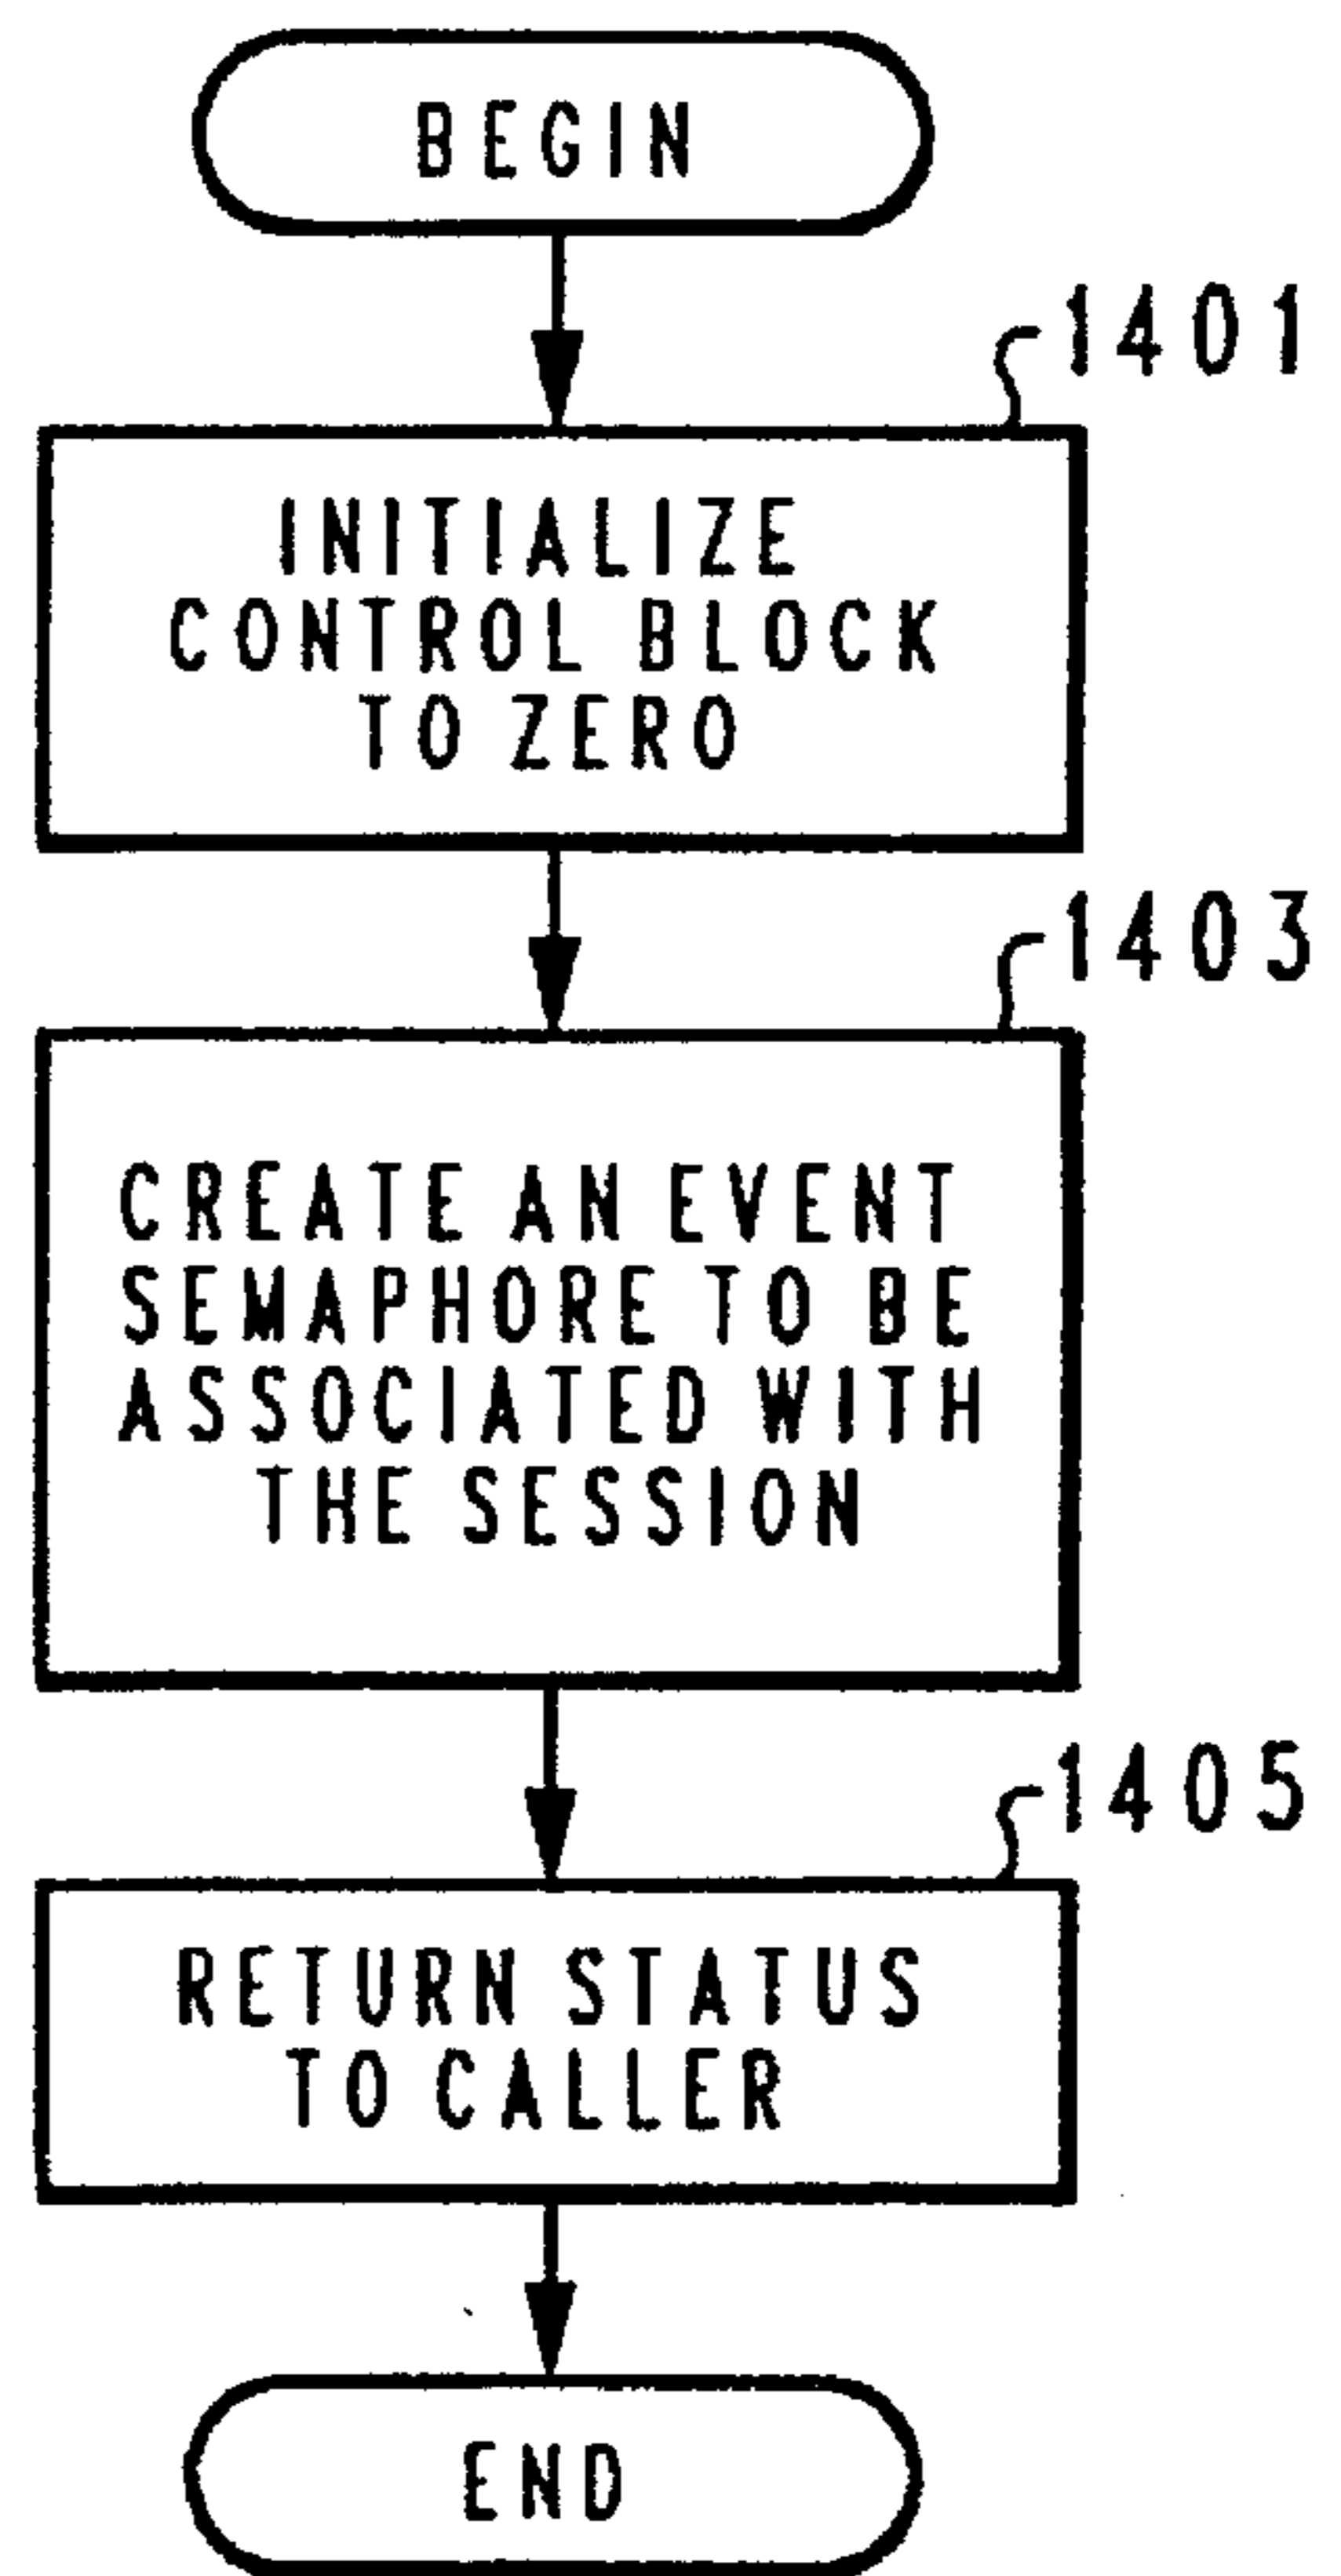 BEGIN
1401
INITIALIZE
CONTROL BLOCK
TO ZERO
1403
CREATE AN EVENT
SEMAPHORE TO BE
ASSOCIATED WITH
THE SESSION
1405
RETURN STATUS
TO CALLER
END